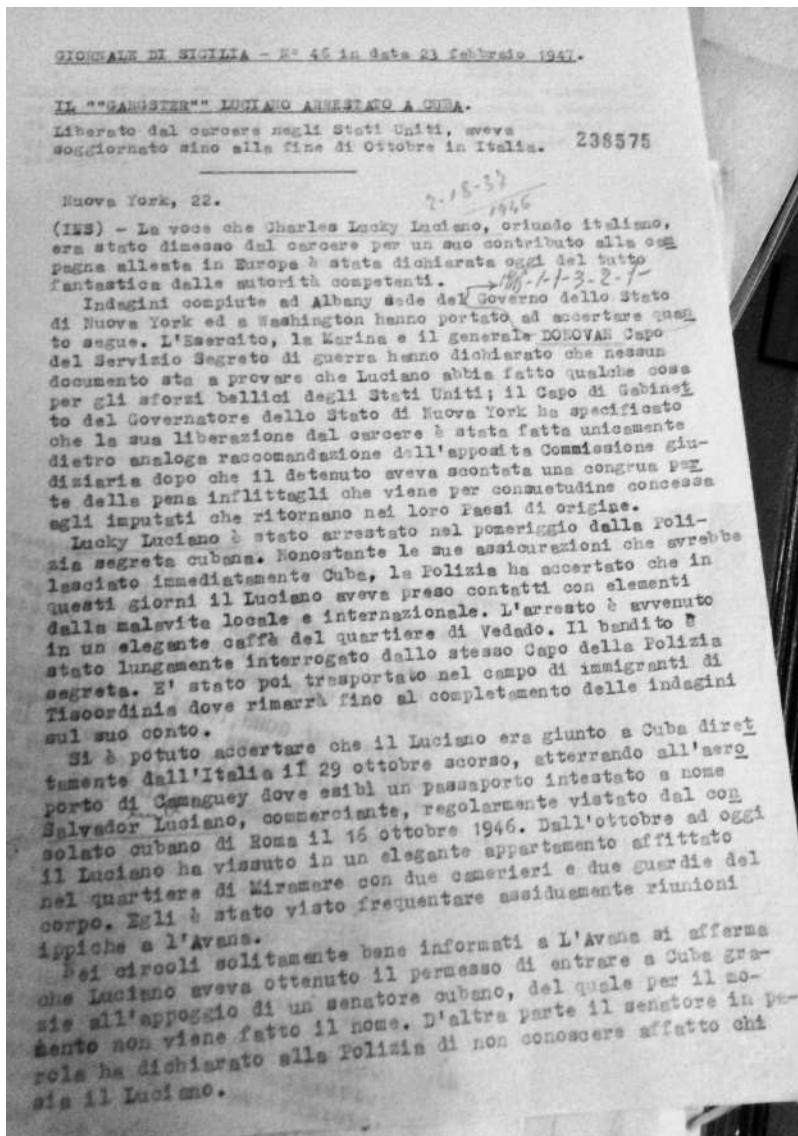 GIORNALE DI SICILIA - N° 46 in data 23 febbraio 1947.
IL ""GANGSTER"" LUCIANO ARRESTATO A CUBA.
Liberato dal carcere negli Stati Uniti, aveva
soggiornato sino alla fine di Ottobre in Italia.
238575
Nuova York, 22.
2-18-37
1946
(INS) - La voce che Charles Lucky Luciano, oriundo italiano,
era stato dimesso dal carcere per un suo contributo alla cam
pagna alleata in Europa è stata dichiarata oggi del tutto
fantastica dalle autorità competenti.
Indagini compiute ad Albany sede del Governo dello Stato
di Nuova York ed a Washington hanno portato ad accertare quan
to segue. L'Esercito, la Marina e il generale DONOVAN Capo
del Servizio Segreto di guerra hanno dichiarato che nessun
documento sta a provare che Luciano abbia fatto qualche cosa
per gli sforzi bellici degli Stati Uniti; il Capo di Gabinet
to del Governatore dello Stato di Nuova York ha specificato
che la sua liberazione dal carcere è stata fatta unicamente
dietro analoga raccomandazione dell'apposita Commissione giu-
diziaria dopo che il detenuto aveva scontata una congrua par
te della pena inflittagli che viene per consuetudine concessa
agli imputati che ritornano nei loro Paesi di origine.
Lucky Luciano è stato arrestato nel pomeriggio dalla Poli-
zia segreta cubana. Nonostante le sue assicurazioni che avrebbe
lasciato immediatamente Cuba, la Polizia ha accertato che in
questi giorni il Luciano aveva preso contatti con elementi
dalla malavita locale e internazionale. L'arresto è avvenuto
in un elegante caffè del quartiere di Vedado. Il bandito è
stato lungamente interrogato dallo stesso Capo della Polizia
segreta. E' stato poi trasportato nel campo di immigranti di
Tiscordinia dove rimarrà fino al completamento delle indagini
sul suo conto.
Si è potuto accertare che il Luciano era giunto a Cuba diret
tamente dall'Italia il 29 ottobre scorso, atterrando all'aero
porto di Camaguey dove esibì un passaporto intestato a nome
Salvador Luciano, commerciante, regolarmente vistato dal con
solato cubano di Roma il 16 ottobre 1946. Dall'ottobre ad oggi
il Luciano ha vissuto in un elegante appartamento affittato
nel quartiere di Miramare con due camerieri e due guardie del
corpo. Egli è stato visto frequentare assiduamente riunioni
ippiche a l'Avana.
Nei circoli solitamente bene informati a L'Avana si afferma
che Luciano aveva ottenuto il permesso di entrare a Cuba gra-
zie all'appoggio di un senatore cubano, del quale per il mo-
mento non viene fatto il nome. D'altra parte il senatore in pa-
rola ha dichiarato alla Polizia di non conoscere affatto chi
sia il Luciano.